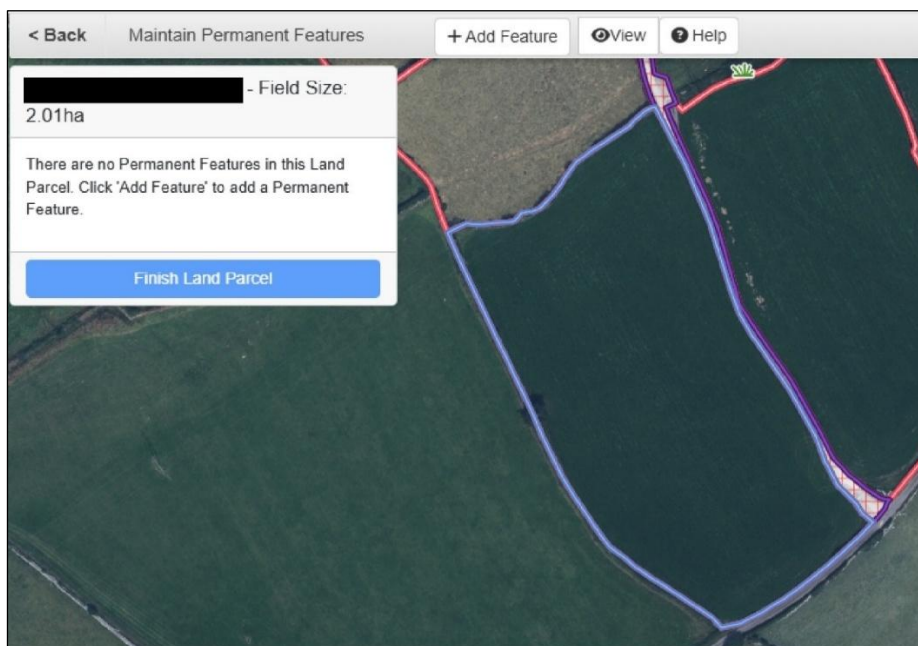 < Back Maintain Permanent Features + Add Feature View ? Help
- Field Size:
2.01ha
There are no Permanent Features in this Land
Parcel. Click 'Add Feature' to add a Permanent
Feature.
Finish Land Parcel